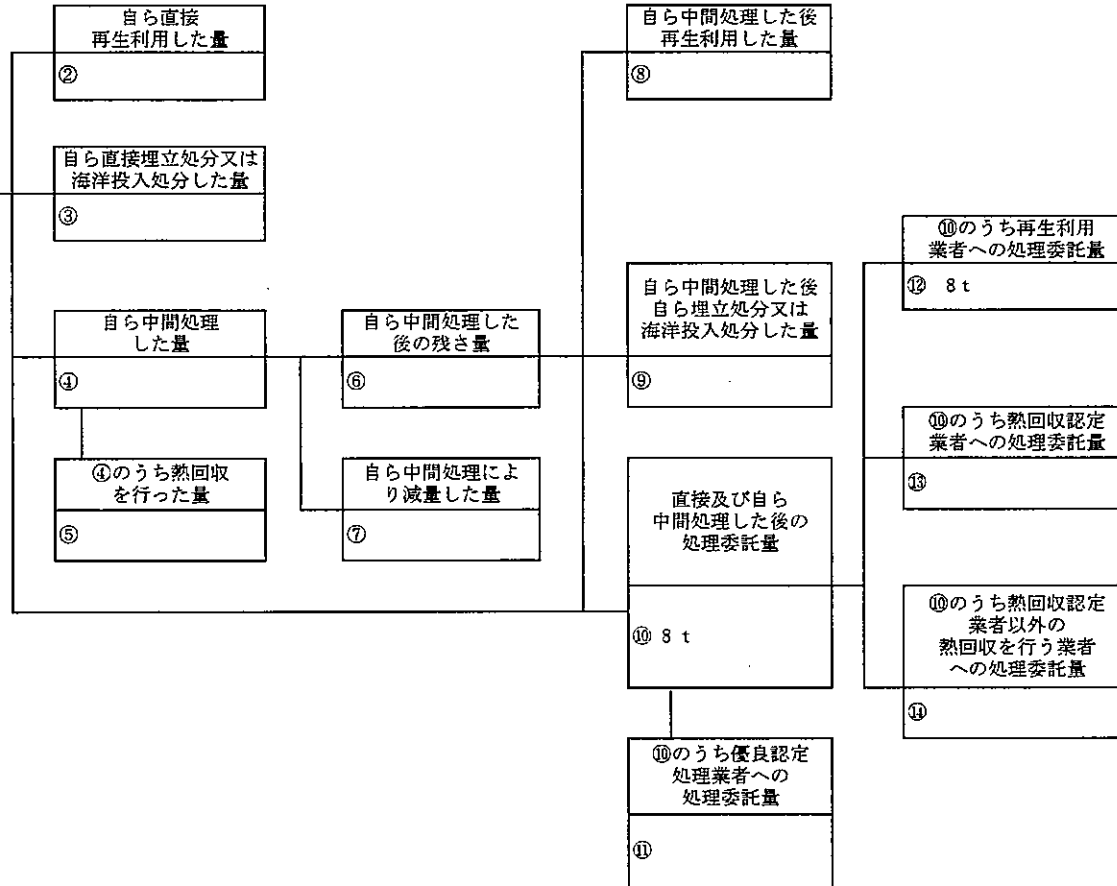 自ら直接
再生利用した量
②
自ら直接埋立処分又は
海洋投入処分した量
③
自ら中間処理
した量
④
④のうち熱回収
を行った量
⑤
自ら中間処理した
後の残さ量
⑥
自ら中間処理によ
り減量した量
⑦
自ら中間処理した後
再生利用した量
⑧
自ら中間処理した後
自ら埋立処分又は
海洋投入処分した量
⑨
直接及び自ら
中間処理した後の
処理委託量
⑩ 8 t
⑩のうち優良認定
処理業者への
処理委託量
⑪
⑩のうち再生利用
業者への処理委託量
⑫ 8 t
⑩のうち熱回収認定
業者への処理委託量
⑬
⑩のうち熱回収認定
業者以外の
熱回収を行う業者
への処理委託量
⑭